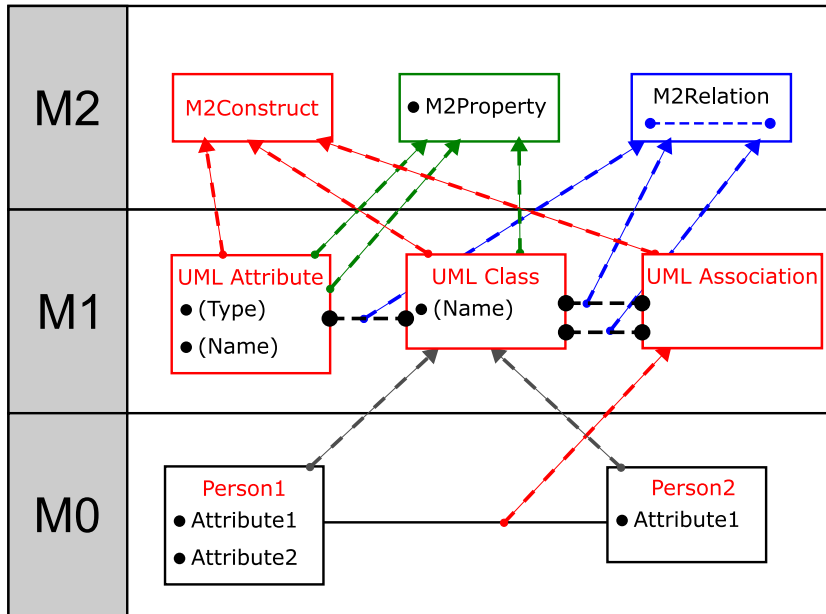 M2
M2Construct
M2Property
M2Relation
M1
UML Attribute
(Type)
(Name)
UML Class
(Name)
UML Association
M0
Person1
Attribute1
Attribute2
Person2
Attribute1